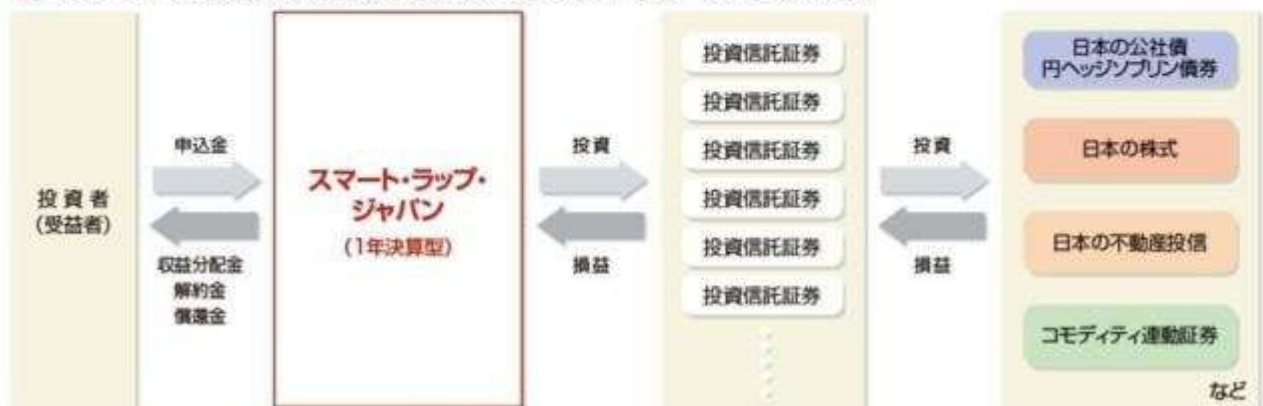 投資者
(受益者)
申込金
収益分配金
解約金
償還金
スマート・ラップ・
ジャパン
(1年決算型)
投資
損益
投資信託証券
投資信託証券
投資信託証券
投資信託証券
投資信託証券
投資信託証券
投資
損益
日本の公社債
円ヘッジソブリン債券
日本の株式
日本の不動産投信
コモディティ連動証券
など